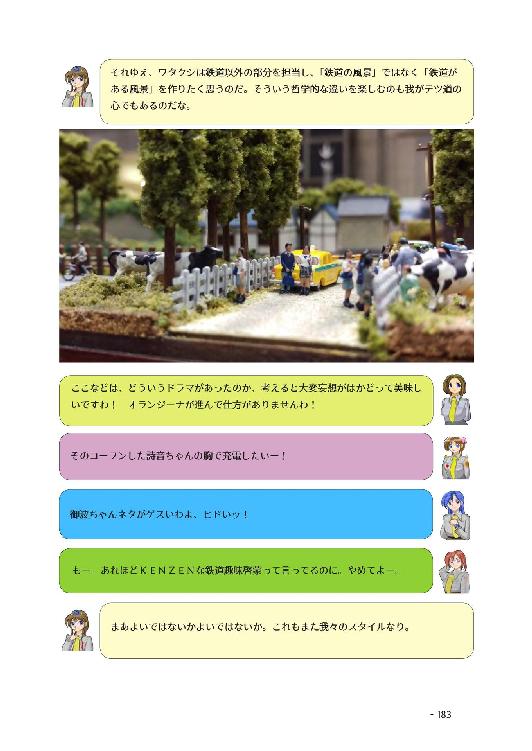 それゆえ、ワタクシは鉄道以外の部分を担当し、「鉄道の風景」ではなく「鉄道が
ある風景」を作りたく思うのだ。そういう哲学的な違いを楽しむのも我がテツ道の
心でもあるのだな。
ここなどは、どういうドラマがあったのか、考えると大変妄想がはかどって美味し
いですわ！　オランジーナが進んで仕方がありませんわ！
そのコーフンした詩音ちゃんの胸で充電したいー！
御波ちゃんネタがゲスいわよ、ヒドいッ！
もー　あれほどＫＥＮＺＥＮな鉄道趣味啓蒙って言ってるのに。やめてよー。
まあよいではないかよいではないか。これもまた我々のスタイルなり。
- 183